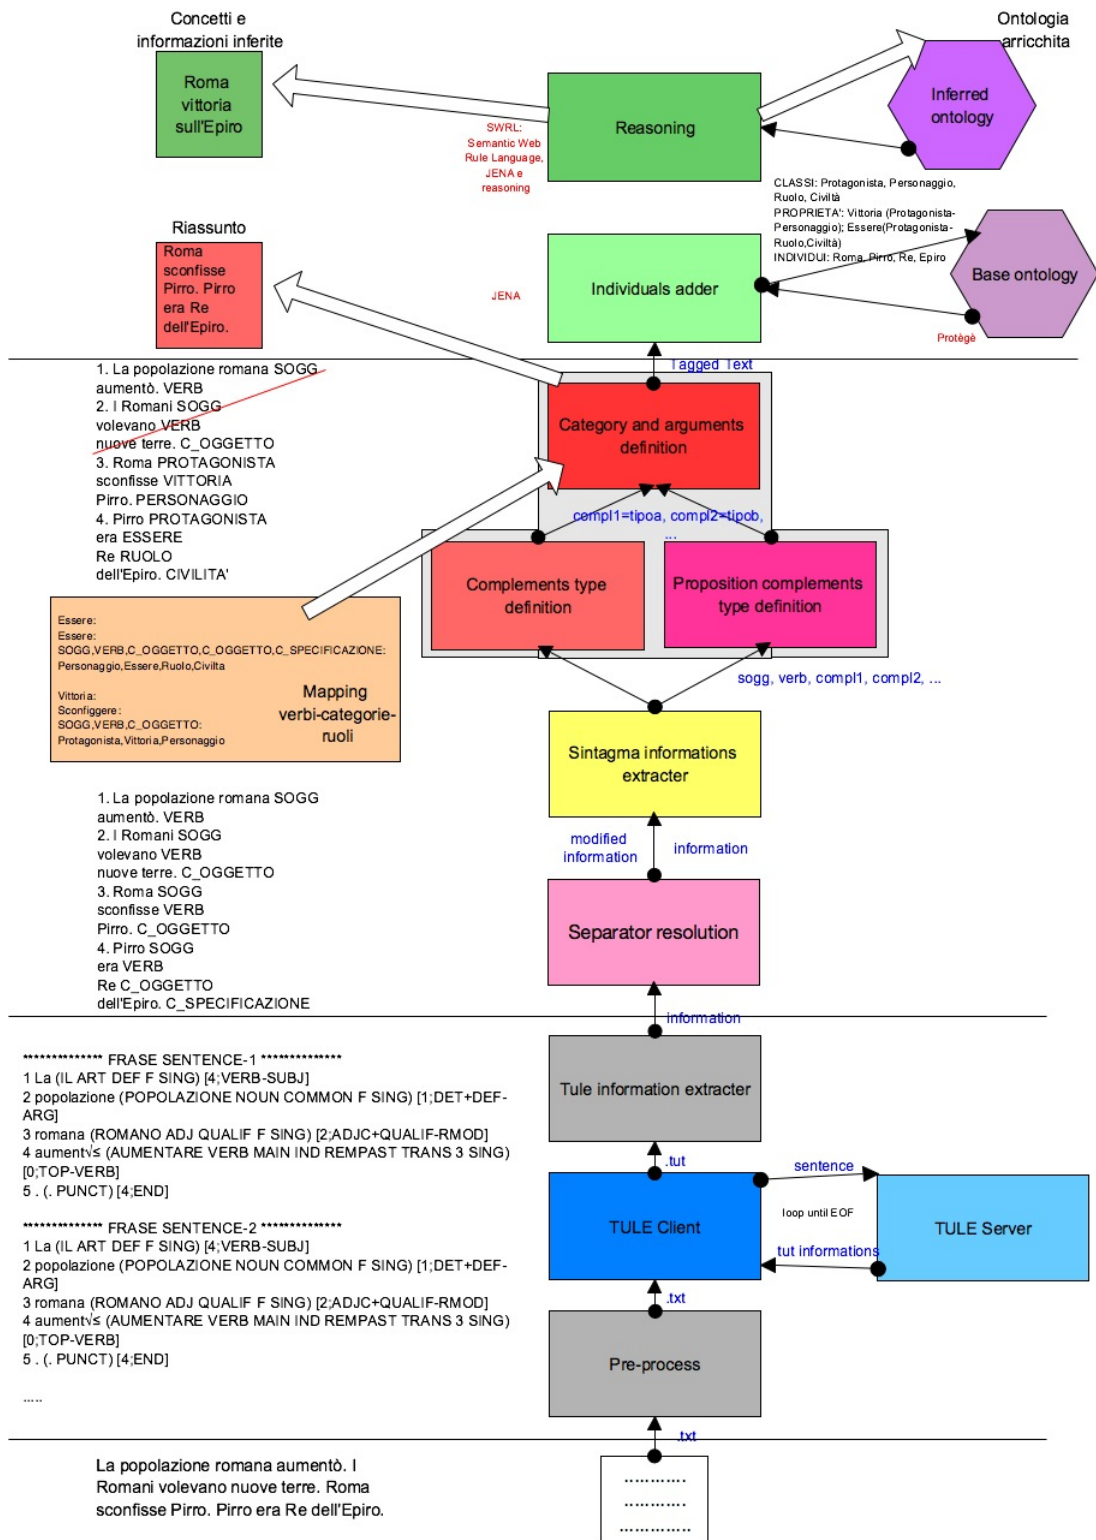 Concetti e
informazioni inferite
Ontologia
arricchita
Roma
vittoria
sull'Epiro
Reasoning
Inferred
ontology
SWRL:
Semantic Web
Rule Language,
JENA e
reasoning
CLASSI: Protagonista, Personaggio,
Ruolo, Civiltà
PROPRIETA': Vittoria (Protagonista-
Personaggio); Essere(Protagonista-
Ruolo,Civiltà)
INDIVIDUI: Roma, Pirro, Re, Epiro
Riassunto
Roma
sconfisse
Pirro. Pirro
era Re
dell'Epiro.
JENA
Individuals adder
Base ontology
Protègè
Tagged Text
1. La popolazione romana SOGG
aumentò. VERB
2. I Romani SOGG
volevano VERB
nuove terre. C_OGGETTO
3. Roma PROTAGONISTA
sconfisse VITTORIA
Pirro. PERSONAGGIO
4. Pirro PROTAGONISTA
era ESSERE
Re RUOLO
dell'Epiro. CIVILITA'
Category and arguments
definition
compl1=tipoa, compl2=tipob,
...
Complements type
definition
Proposition complements
type definition
Essere:
Essere:
SOGG,VERB,C_OGGETTO,C_OGGETTO,C_SPECIFICAZIONE:
Personaggio,Essere,Ruolo,Civilta
Vittoria:
Sconfiggere:
SOGG,VERB,C_OGGETTO:
Protagonista,Vittoria,Personaggio
Mapping
verbi-categorie-
ruoli
sogg, verb, compl1, compl2, ...
Sintagma informations
extracter
1. La popolazione romana SOGG
aumentò. VERB
2. I Romani SOGG
volevano VERB
nuove terre. C_OGGETTO
3. Roma SOGG
sconfisse VERB
Pirro. C_OGGETTO
4. Pirro SOGG
era VERB
Re C_OGGETTO
dell'Epiro. C_SPECIFICAZIONE
modified
information
information
Separator resolution
information
************** FRASE SENTENCE-1 **************
1 La (IL ART DEF F SING) [4;VERB-SUBJ]
2 popolazione (POPOLAZIONE NOUN COMMON F SING) [1;DET+DEF-
ARG]
3 romana (ROMANO ADJ QUALIF F SING) [2;ADJC+QUALIF-RMOD]
4 aument√≤ (AUMENTARE VERB MAIN IND REMPAST TRANS 3 SING)
[0;TOP-VERB]
5 . (. PUNCT) [4;END]
************** FRASE SENTENCE-2 **************
1 La (IL ART DEF F SING) [4;VERB-SUBJ]
2 popolazione (POPOLAZIONE NOUN COMMON F SING) [1;DET+DEF-
ARG]
3 romana (ROMANO ADJ QUALIF F SING) [2;ADJC+QUALIF-RMOD]
4 aument√≤ (AUMENTARE VERB MAIN IND REMPAST TRANS 3 SING)
[0;TOP-VERB]
5 . (. PUNCT) [4;END]
.....
Tule information extracter
.tut
TULE Client
sentence
loop until EOF
tut informations
TULE Server
.txt
Pre-process
.txt
La popolazione romana aumentò. I
Romani volevano nuove terre. Roma
sconfisse Pirro. Pirro era Re dell'Epiro.
............
............
..............